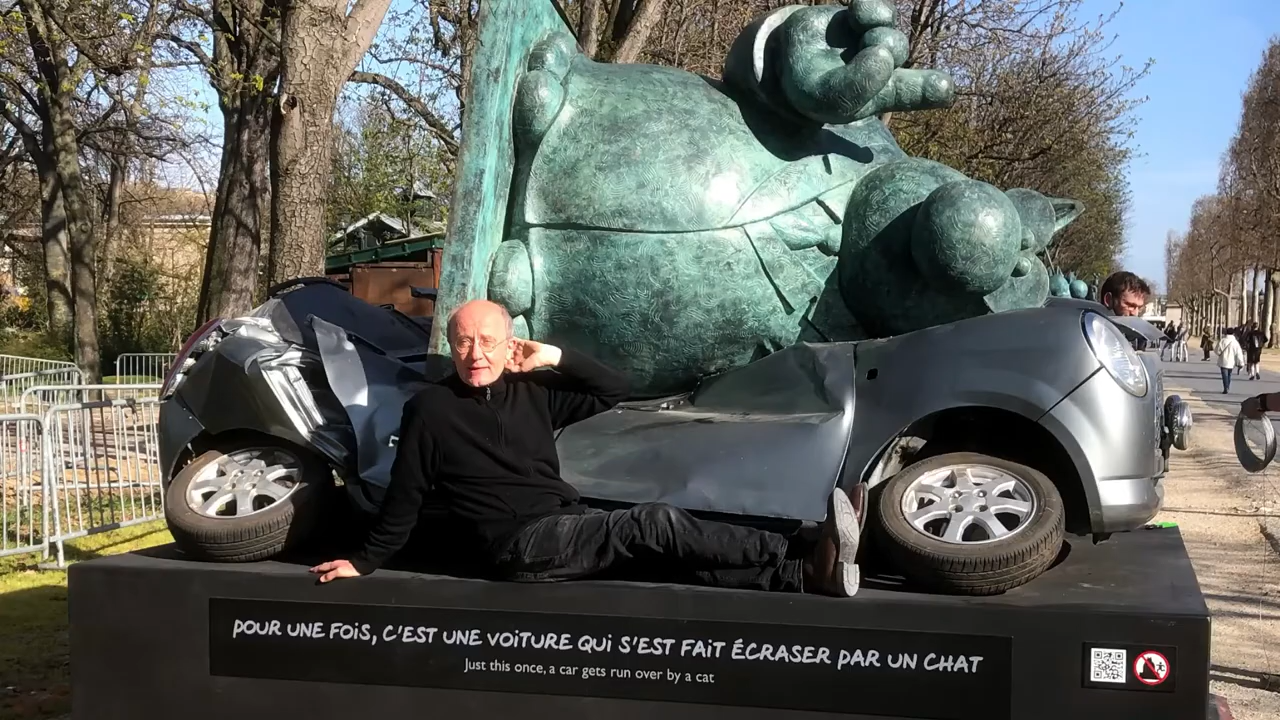 POUR UNE FOIS, C'EST UNE VOITURE QUI S'EST FAIT ÉCRASER PAR UN CHAT
Just this once, a car gets run over by a cat